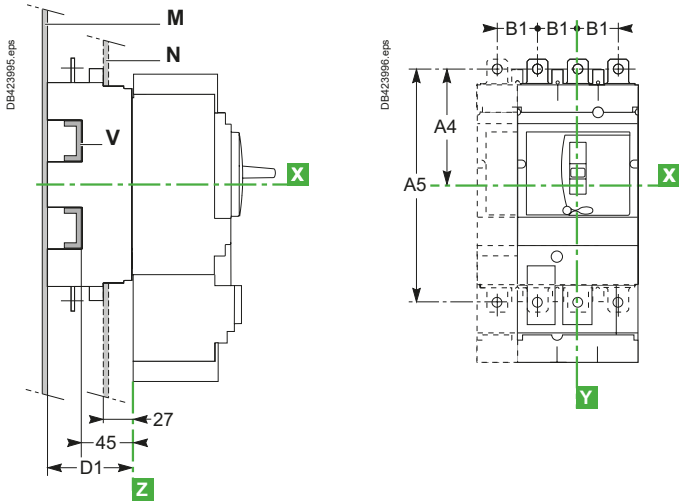 DB423995.eps
M
N
V
X
27
45
D1
Z
DB423996.eps
B1 B1 B1
A4
A5
X
Y